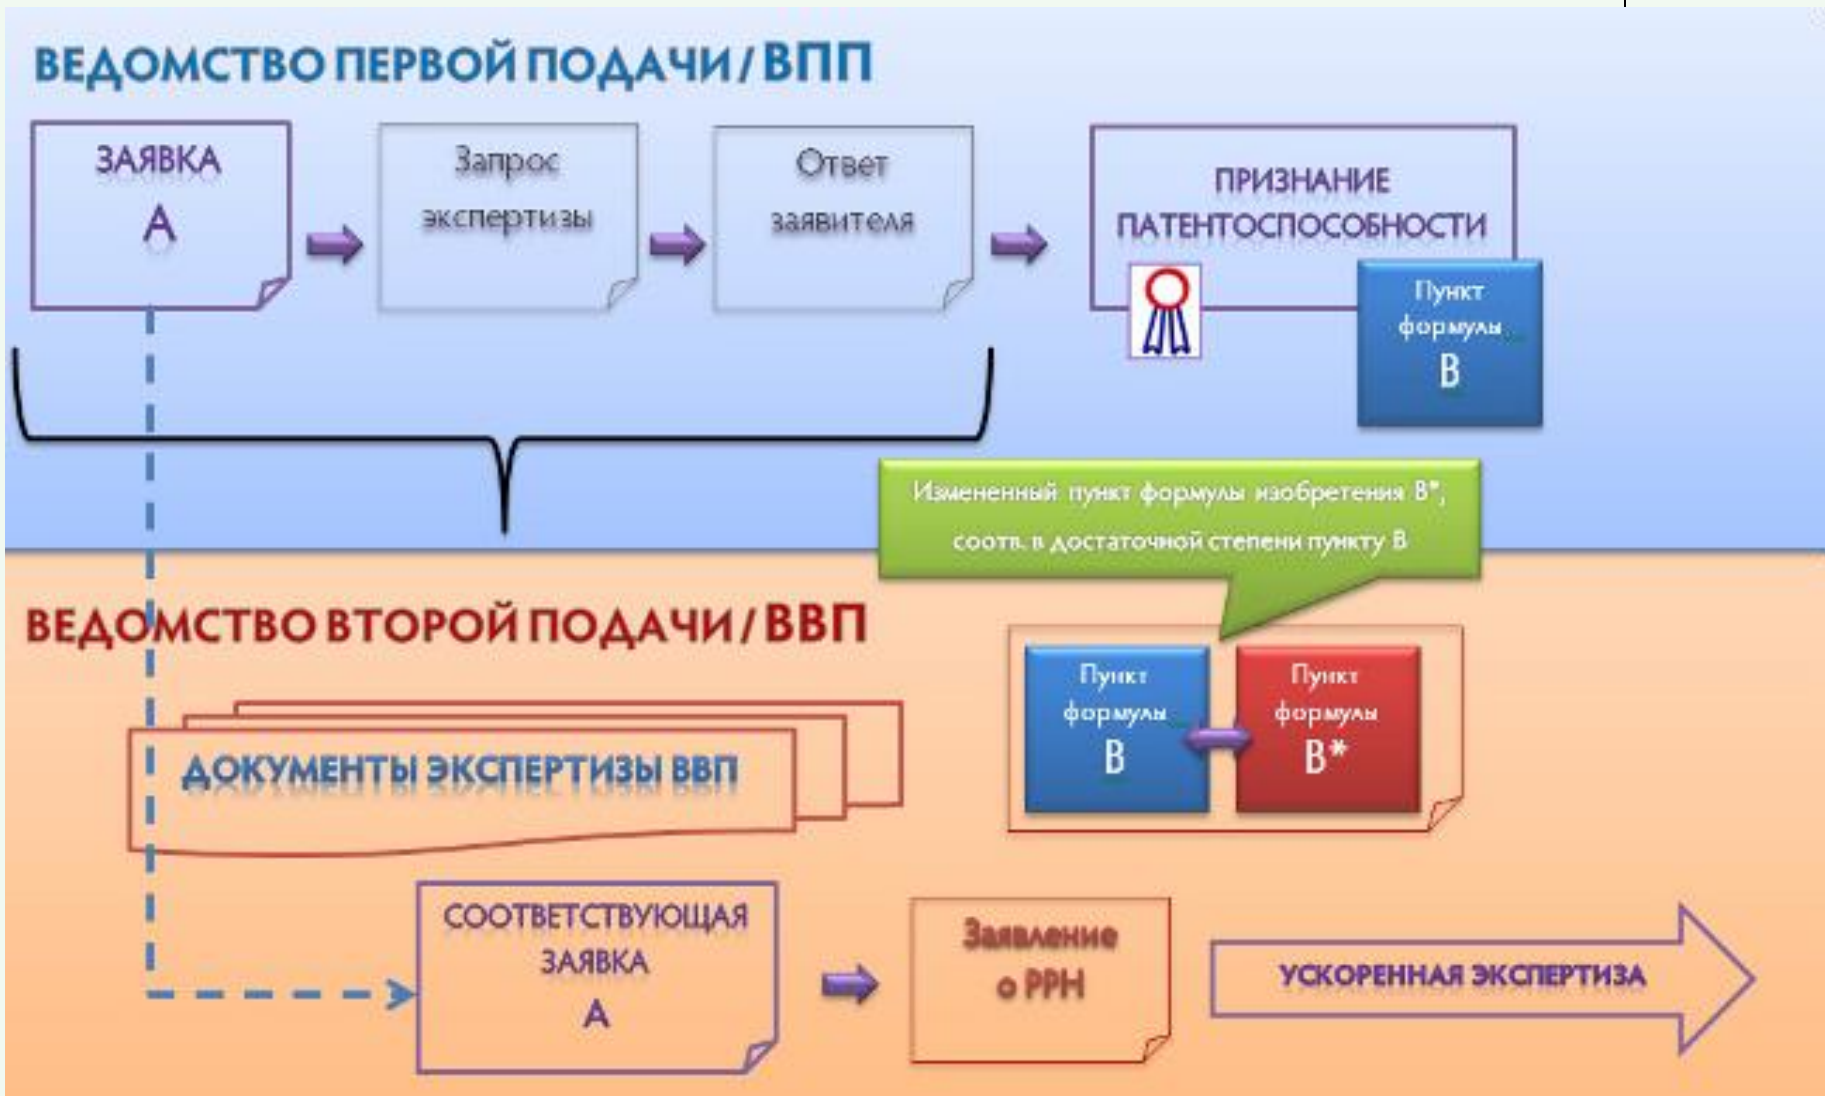 ВЕДОМСТВО ПЕРВОЙ ПОДАЧИ / ВПП
ЗАЯВКА
А
Запрос
экспертизы
Ответ
заявителя
ПРИЗНАНИЕ
ПАТЕНТОСПОСОБНОСТИ
Пункт
формулы
В
Измененный пункт формулы изобретения В*,
соотв. в достаточной степени пункту В
ВЕДОМСТВО ВТОРОЙ ПОДАЧИ / ВВП
Пункт
формулы
В
Пункт
формулы
В*
ДОКУМЕНТЫ ЭКСПЕРТИЗЫ ВВП
СООТВЕТСТВУЮЩАЯ
ЗАЯВКА
А
Заявление
о РРН
УСКОРЕННАЯ ЭКСПЕРТИЗА